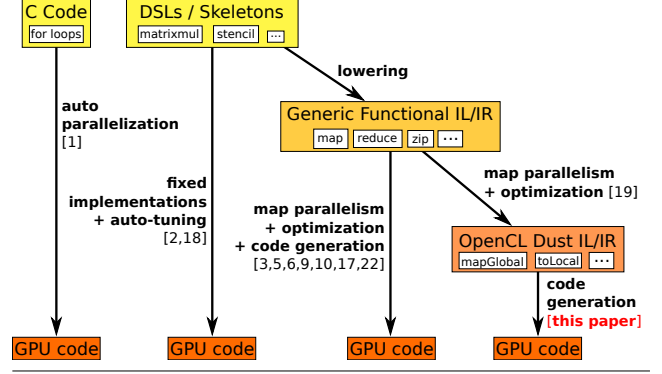 C Code
for loops
DSLs / Skeletons
matrixmul
stencil
...
lowering
Generic Functional IL/IR
map
reduce
zip
...
auto
parallelization
[1]
fixed
implementations
+ auto-tuning
[2,18]
map parallelism
+ optimization
+ code generation
[3,5,6,9,10,17,22]
map parallelism
+ optimization [19]
OpenCL Dust IL/IR
mapGlobal
toLocal
...
code
generation
[this paper]
GPU code
GPU code
GPU code
GPU code